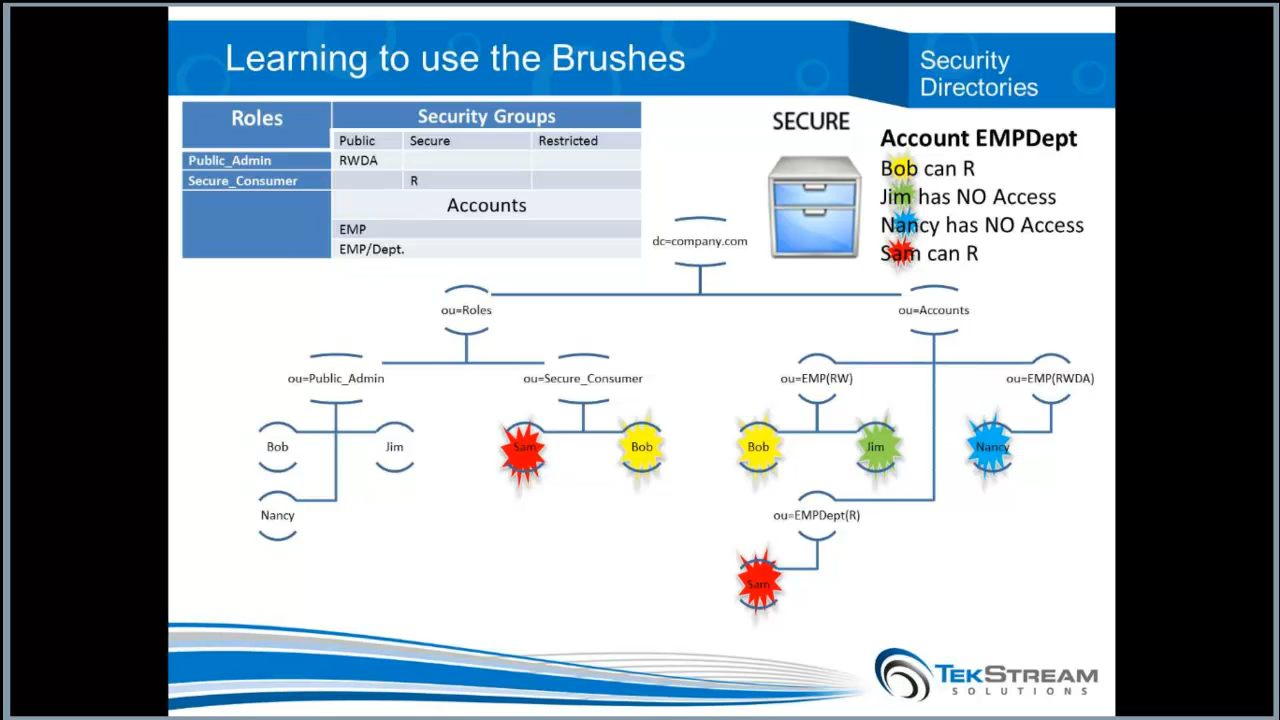 Learning to use the Brushes
Security
Directories
Roles
Security Groups
Public
Secure
Restricted
Public_Admin
RWDA
Secure_Consumer
R
Accounts
EMP
EMP/Dept.
SECURE
Account EMPDept
Bob can R
Jim has NO Access
Nancy has NO Access
Sam can R
dc=company.com
ou=Roles
ou=Accounts
ou=Public_Admin
ou=Secure_Consumer
ou=EMP(RW)
ou=EMP(RWDA)
Bob
Jim
Sam
Bob
Bob
Jim
Nancy
Nancy
ou=EMPDept(R)
Sam
TEKSTREAM
SOLUTIONS